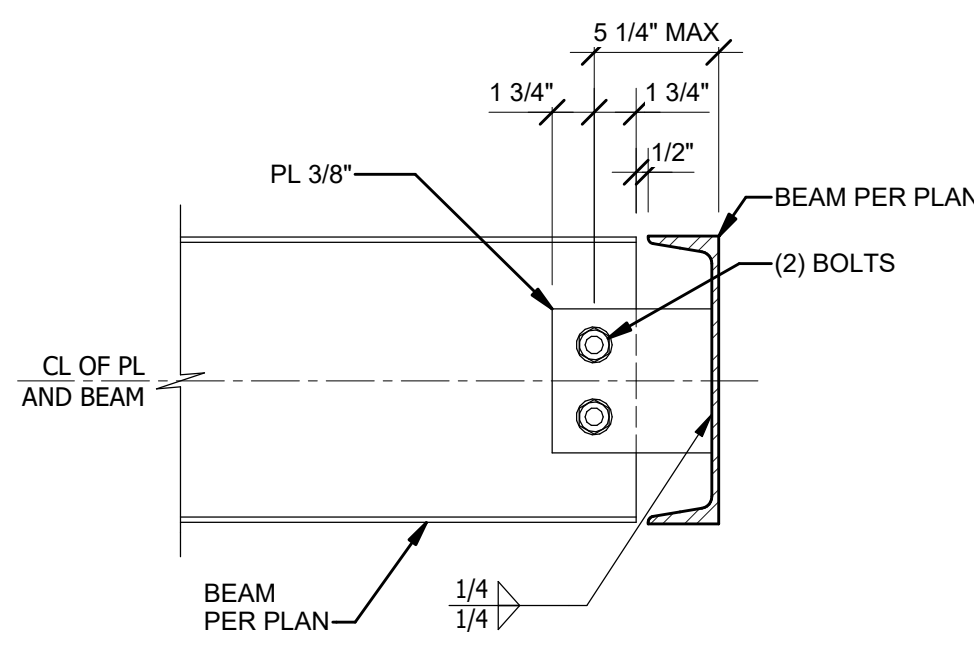 5 1/4" MAX
1 3/4"
1 3/4"
1/2"
PL 3/8"
BEAM PER PLAN
(2) BOLTS
CL OF PL
AND BEAM
BEAM
PER PLAN
1/4
1/4